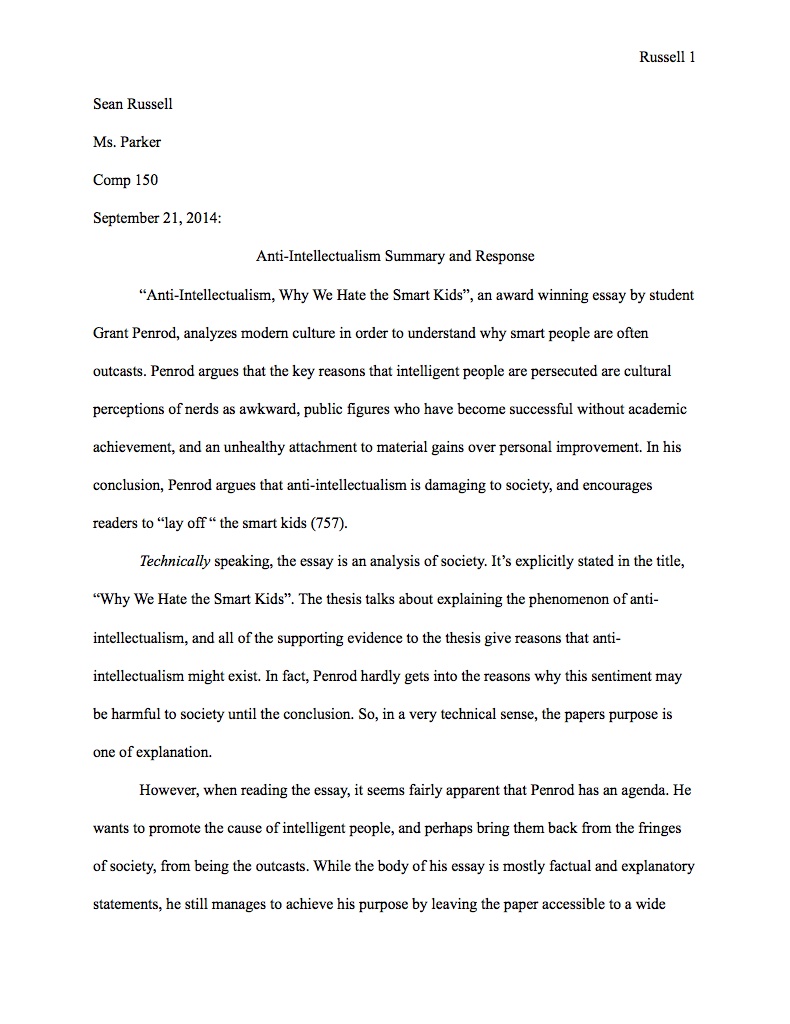 Russell 1
Sean Russell
Ms. Parker
Comp 150
September 21, 2014:
Anti-Intellectualism Summary and Response
“Anti-Intellectualism, Why We Hate the Smart Kids”, an award winning essay by student
Grant Penrod, analyzes modern culture in order to understand why smart people are often
outcasts. Penrod argues that the key reasons that intelligent people are persecuted are cultural
perceptions of nerds as awkward, public figures who have become successful without academic
achievement, and an unhealthy attachment to material gains over personal improvement. In his
conclusion, Penrod argues that anti-intellectualism is damaging to society, and encourages
readers to “lay off “ the smart kids (757).
Technically speaking, the essay is an analysis of society. It’s explicitly stated in the title,
“Why We Hate the Smart Kids”. The thesis talks about explaining the phenomenon of anti-
intellectualism, and all of the supporting evidence to the thesis give reasons that anti-
intellectualism might exist. In fact, Penrod hardly gets into the reasons why this sentiment may
be harmful to society until the conclusion. So, in a very technical sense, the papers purpose is
one of explanation.
However, when reading the essay, it seems fairly apparent that Penrod has an agenda. He
wants to promote the cause of intelligent people, and perhaps bring them back from the fringes
of society, from being the outcasts. While the body of his essay is mostly factual and explanatory
statements, he still manages to achieve his purpose by leaving the paper accessible to a wide